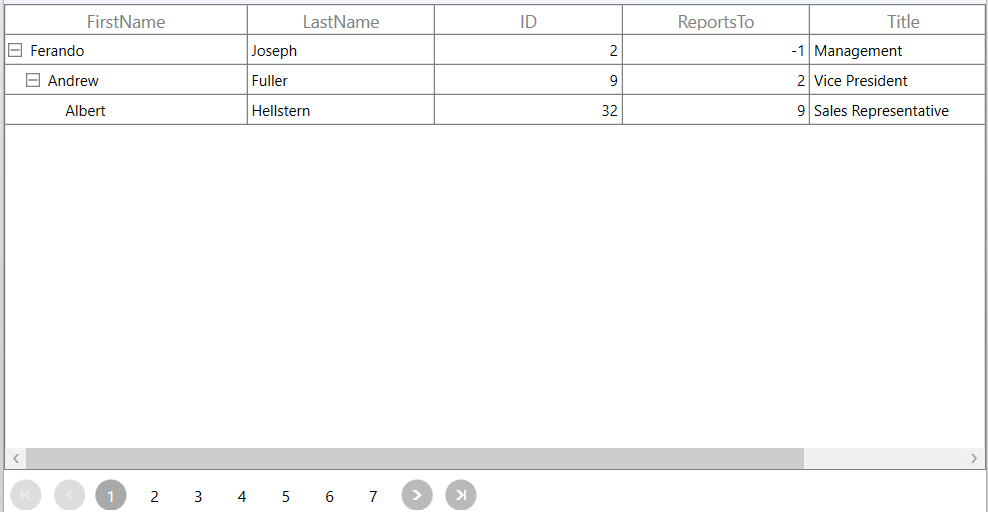 FirstName LastName ID ReportsTo Title
Ferando Joseph 2 -1 Management
Andrew Fuller 9 2 Vice President
Albert Hellstern 32 9 Sales Representative
1 2 3 4 5 6 7